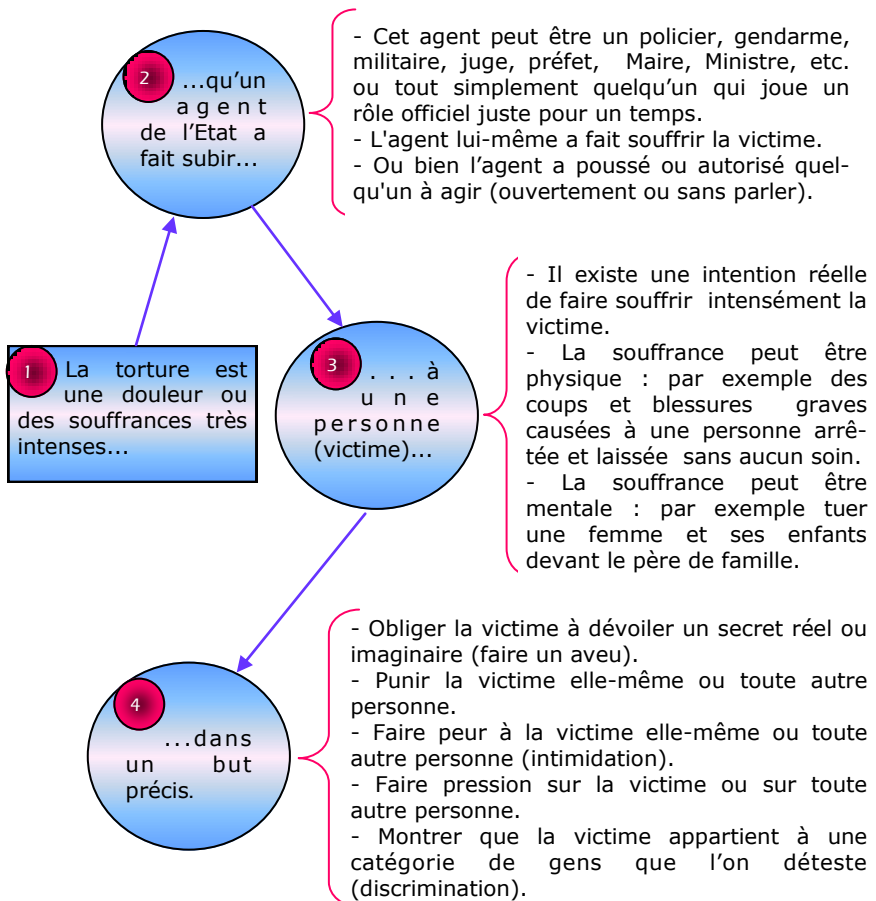 1
La torture est
une douleur ou
des souffrances très
intenses...
2
...qu'un
agent
de l'Etat a
fait subir...
- Cet agent peut être un policier, gendarme,
militaire, juge, préfet, Maire, Ministre, etc.
ou tout simplement quelqu'un qui joue un
rôle officiel juste pour un temps.
- L'agent lui-même a fait souffrir la victime.
- Ou bien l'agent a poussé ou autorisé quel-
qu'un à agir (ouvertement ou sans parler).
3
...à
une
personne
(victime)...
- Il existe une intention réelle
de faire souffrir intensément la
victime.
- La souffrance peut être
physique : par exemple des
coups et blessures graves
causées à une personne arrê-
tée et laissée sans aucun soin.
- La souffrance peut être
mentale : par exemple tuer
une femme et ses enfants
devant le père de famille.
4
...dans
un but
précis.
- Obliger la victime à dévoiler un secret réel ou
imaginaire (faire un aveu).
- Punir la victime elle-même ou toute autre
personne.
- Faire peur à la victime elle-même ou toute
autre personne (intimidation).
- Faire pression sur la victime ou sur toute
autre personne.
- Montrer que la victime appartient à une
catégorie de gens que l'on déteste
(discrimination).